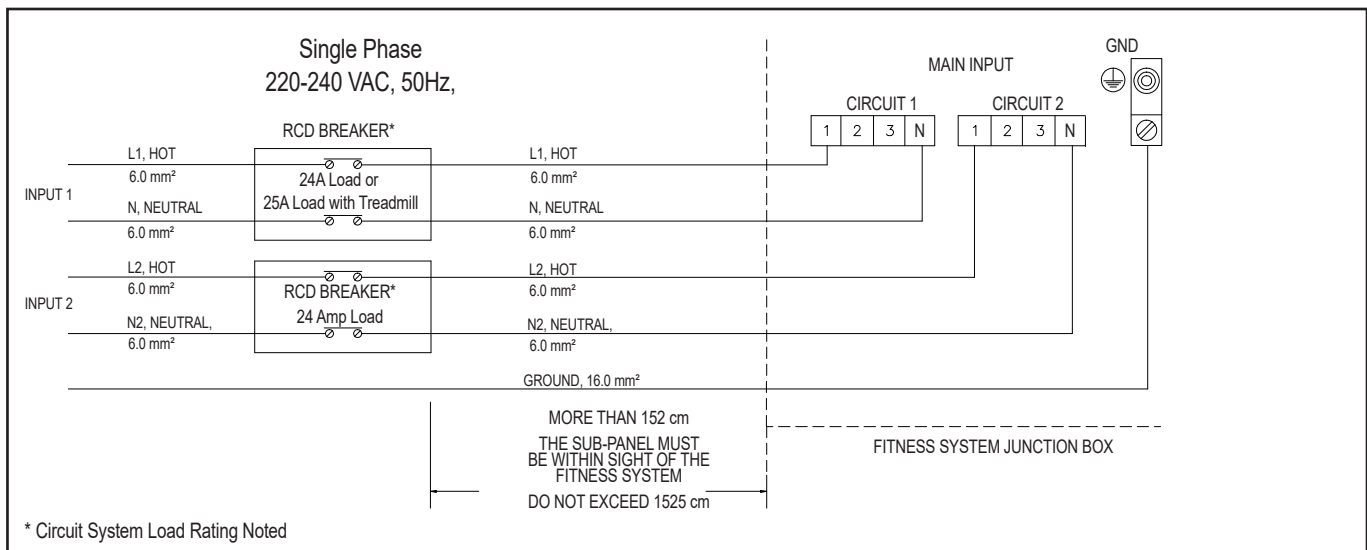 Single Phase
220-240 VAC, 50Hz,
MAIN INPUT
GND
CIRCUIT 1
CIRCUIT 2
1 2 3 N
1 2 3 N
RCD BREAKER*
INPUT 1
L1, HOT
6.0 mm²
24A Load or
25A Load with Treadmill
L1, HOT
6.0 mm²
N, NEUTRAL
6.0 mm²
N, NEUTRAL
6.0 mm²
INPUT 2
L2, HOT
6.0 mm²
RCD BREAKER*
24 Amp Load
L2, HOT
6.0 mm²
N2, NEUTRAL,
6.0 mm²
N2, NEUTRAL,
6.0 mm²
GROUND, 16.0 mm²
MORE THAN 152 cm
THE SUB-PANEL MUST
BE WITHIN SIGHT OF THE
FITNESS SYSTEM
DO NOT EXCEED 1525 cm
FITNESS SYSTEM JUNCTION BOX
* Circuit System Load Rating Noted